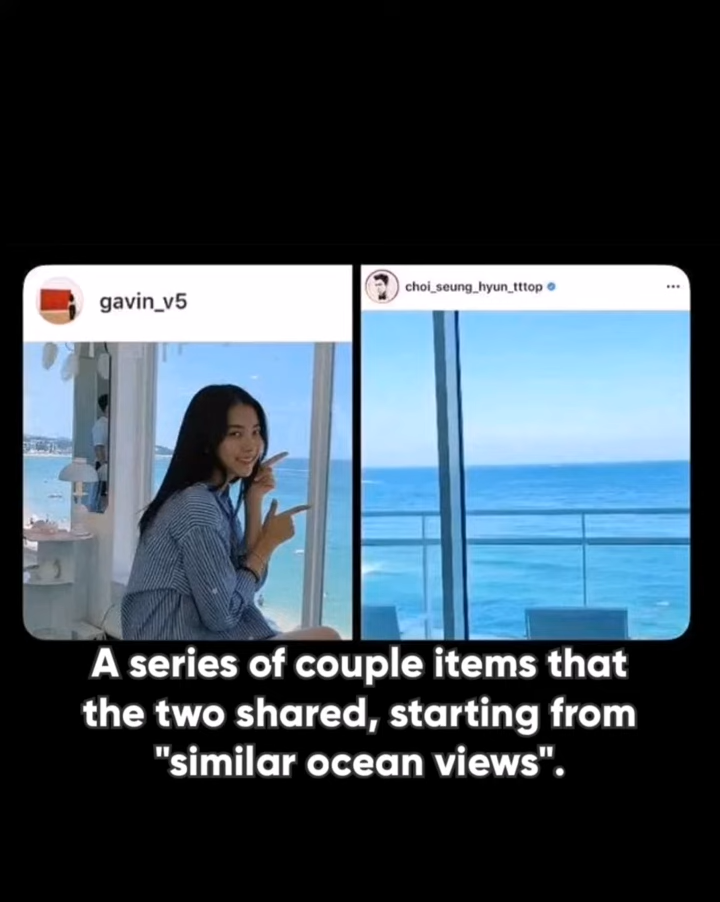 gavin_v5
choi_seung_hyun_tttop
A series of couple items that
the two shared, starting from
"similar ocean views".